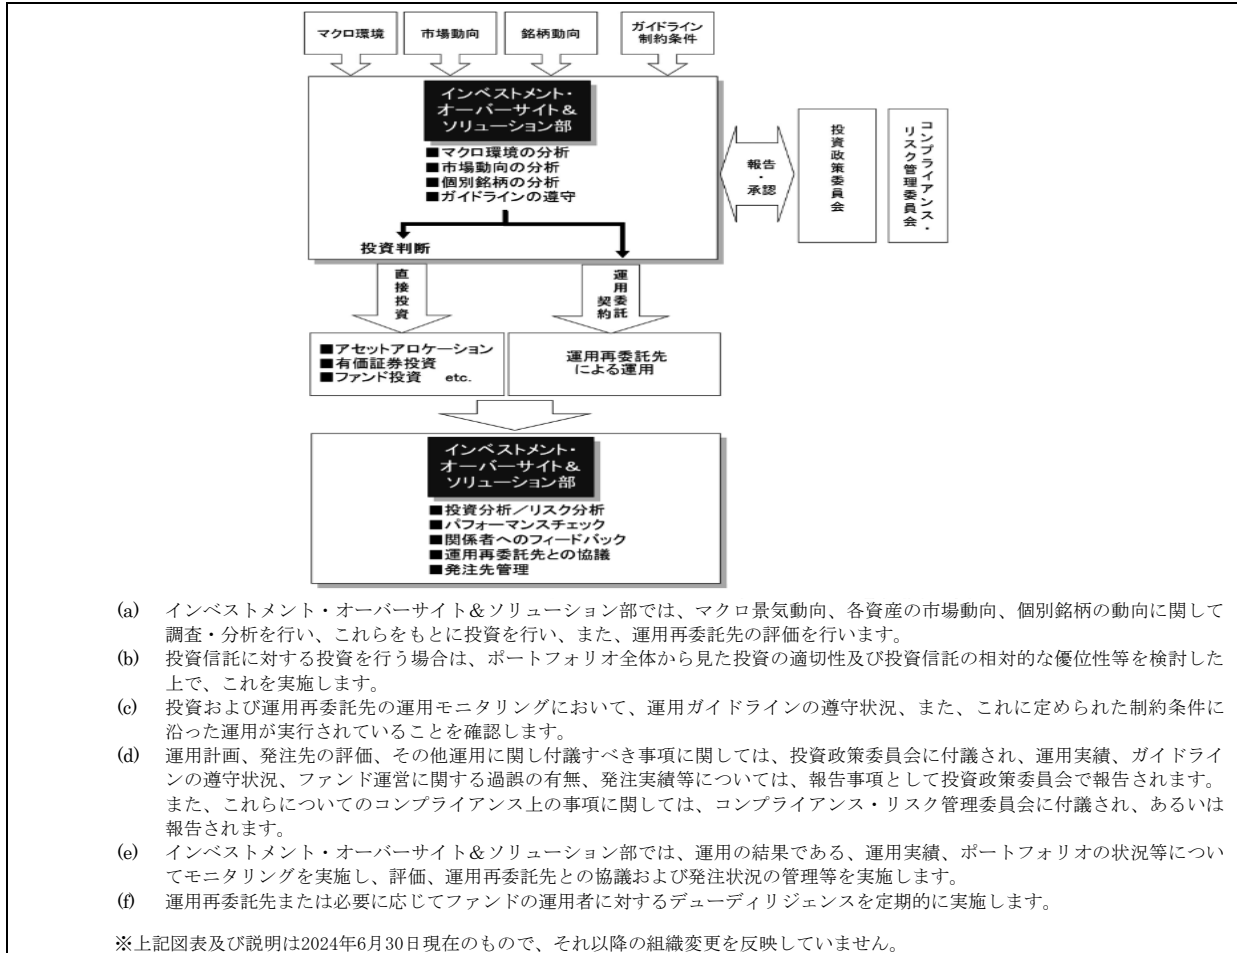 マクロ環境
市場動向
銘柄動向
ガイドライン
制約条件
インベストメント・
オーバーサイト＆
ソリューション部
■マクロ環境の分析
■市場動向の分析
■個別銘柄の分析
■ガイドラインの遵守
投資判断
報告
・
承認
投資政策委員会
コンプライアンス・
リスク管理委員会
直接投資
運用委託
契約
■アセットアロケーション
■有価証券投資
■ファンド投資 etc.
運用再委託先
による運用
インベストメント・
オーバーサイト＆
ソリューション部
■投資分析／リスク分析
■パフォーマンスチェック
■関係者へのフィードバック
■運用再委託先との協議
■発注先管理
(a) インベストメント・オーバーサイト＆ソリューション部では、マクロ景気動向、各資産の市場動向、個別銘柄の動向に関して
調査・分析を行い、これらをもとに投資を行い、また、運用再委託先の評価を行います。
(b) 投資信託に対する投資を行う場合は、ポートフォリオ全体から見た投資の適切性及び投資信託の相対的な優位性等を検討した
上で、これを実施します。
(c) 投資および運用再委託先の運用モニタリングにおいて、運用ガイドラインの遵守状況、また、これに定められた制約条件に
沿った運用が実行されていることを確認します。
(d) 運用計画、発注先の評価、その他運用に関し付議すべき事項に関しては、投資政策委員会に付議され、運用実績、ガイドライ
ンの遵守状況、ファンド運営に関する過誤の有無、発注実績等については、報告事項として投資政策委員会で報告されます。
また、これらについてのコンプライアンス上の事項に関しては、コンプライアンス・リスク管理委員会に付議され、あるいは
報告されます。
(e) インベストメント・オーバーサイト＆ソリューション部では、運用の結果である、運用実績、ポートフォリオの状況等につい
てモニタリングを実施し、評価、運用再委託先との協議および発注状況の管理等を実施します。
(f) 運用再委託先または必要に応じてファンドの運用者に対するデューディリジェンスを定期的に実施します。
※上記図表及び説明は2024年6月30日現在のもので、それ以降の組織変更を反映していません。